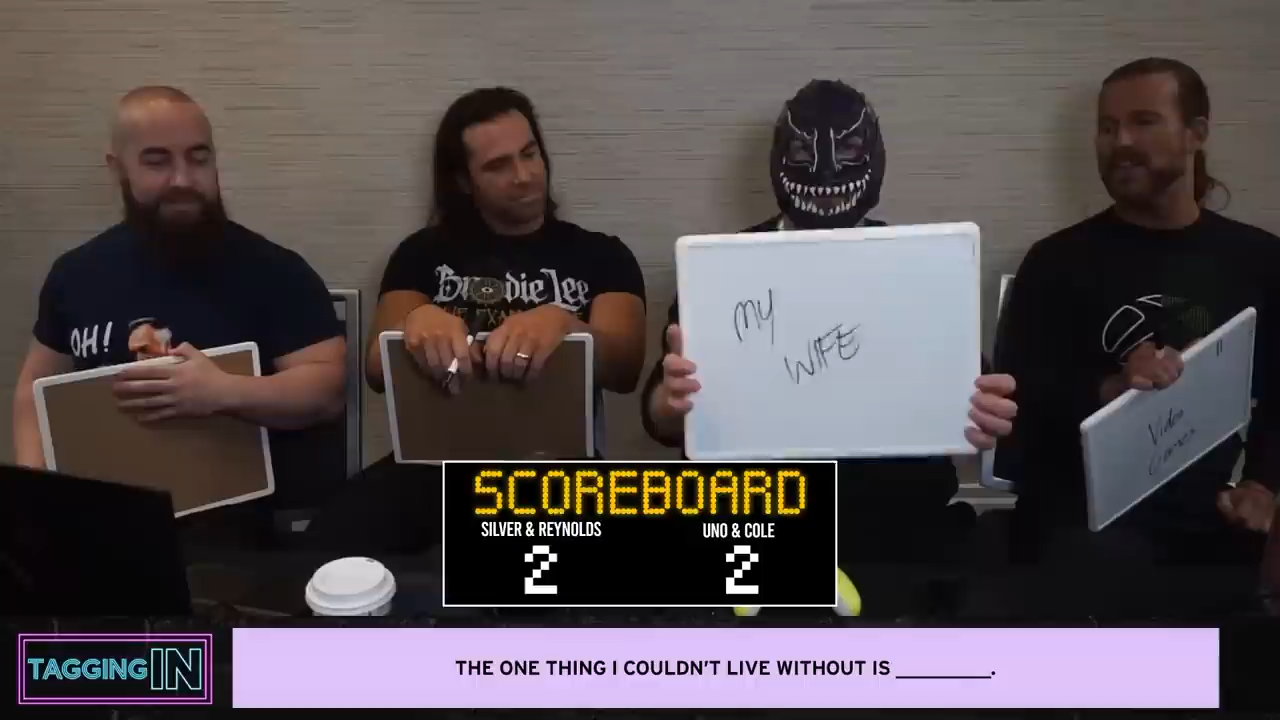 OH!
Brodie Lee
MY
WIFE
Video
Games
SCOREBOARD
SILVER & REYNOLDS
UNO & COLE
2
2
TAGGING IN
THE ONE THING I COULDN'T LIVE WITHOUT IS ________.